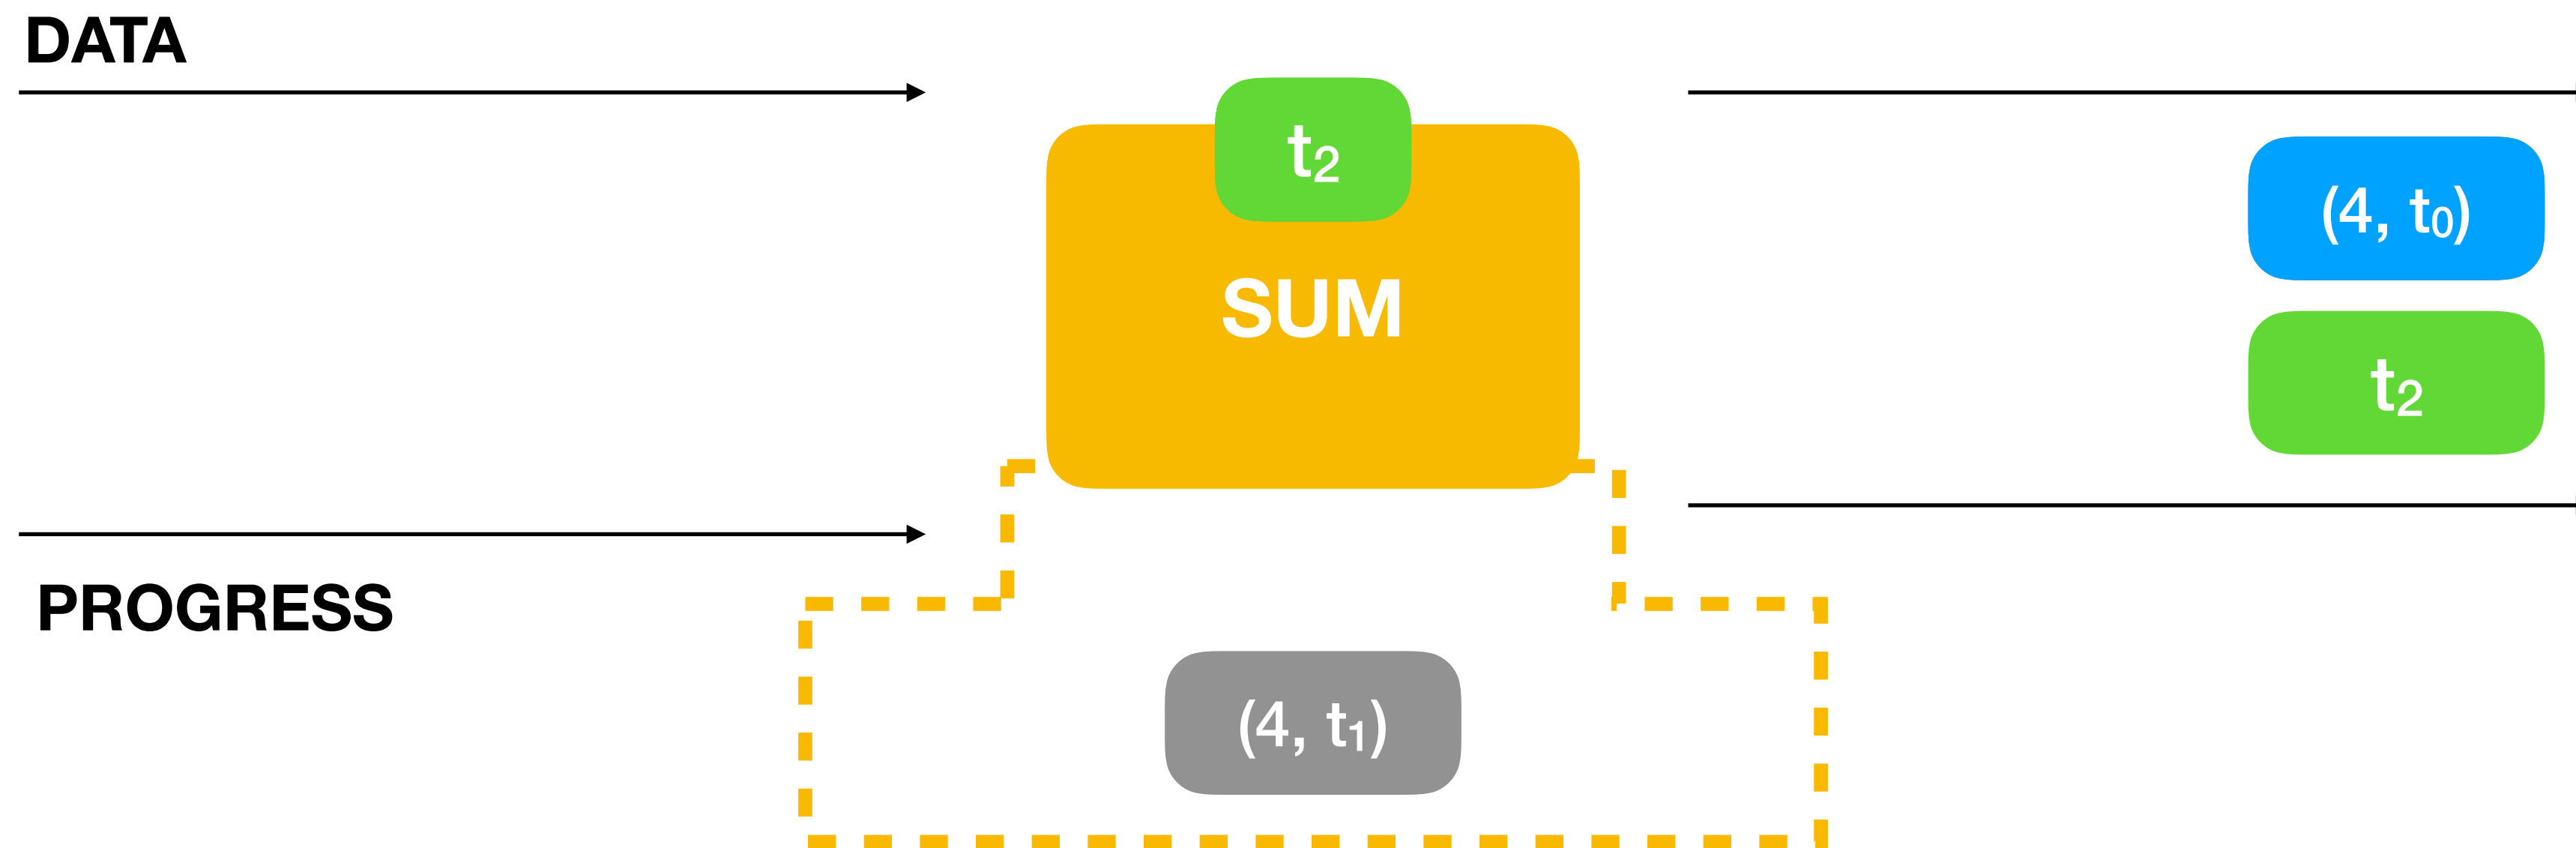 DATA
t₂
(4, t₀)
SUM
t₂
PROGRESS
(4, t₁)